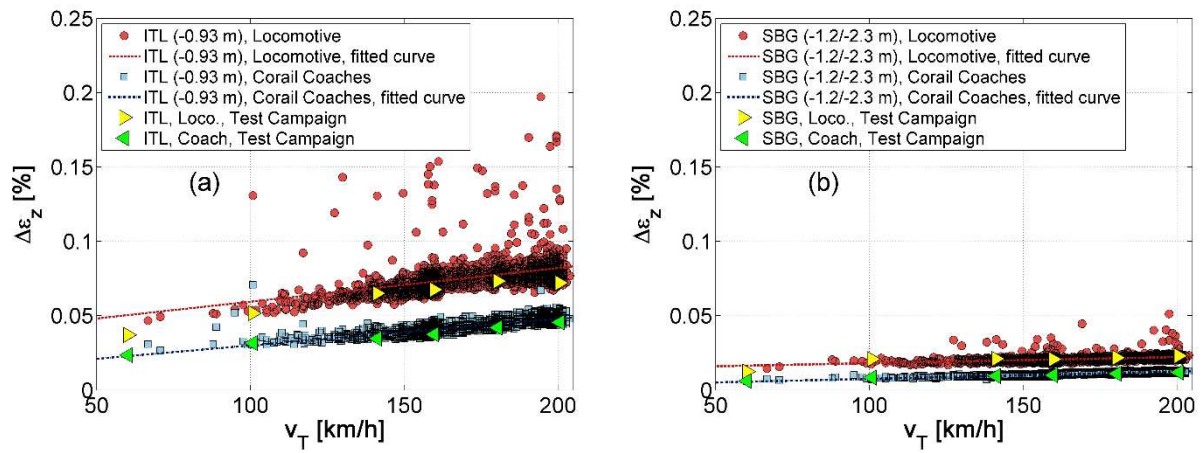 0.25
ITL (-0.93 m), Locomotive
ITL (-0.93 m), Locomotive, fitted curve
ITL (-0.93 m), Corail Coaches
ITL (-0.93 m), Corail Coaches, fitted curve
ITL, Loco., Test Campaign
ITL, Coach, Test Campaign
0.2
0.15
0.1
0.05
0
(a)
Δε_z [%]
50
100
150
200
v_T [km/h]
0.25
SBG (-1.2/-2.3 m), Locomotive
SBG (-1.2/-2.3 m), Locomotive, fitted curve
SBG (-1.2/-2.3 m), Corail Coaches
SBG (-1.2/-2.3 m), Corail Coaches, fitted curve
SBG, Loco., Test Campaign
SBG, Coach, Test Campaign
0.2
0.15
0.1
0.05
0
(b)
Δε_z [%]
50
100
150
200
v_T [km/h]